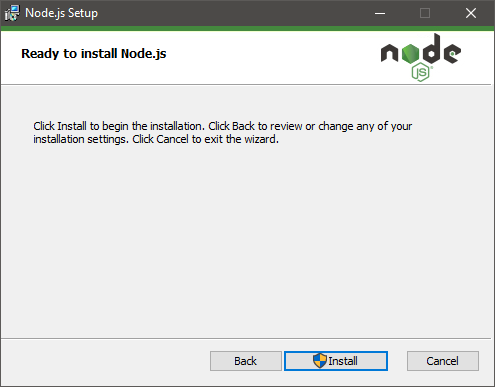 Node.js Setup
Ready to install Node.js
node
JS
Click Install to begin the installation. Click Back to review or change any of your
installation settings. Click Cancel to exit the wizard.
Back
Install
Cancel